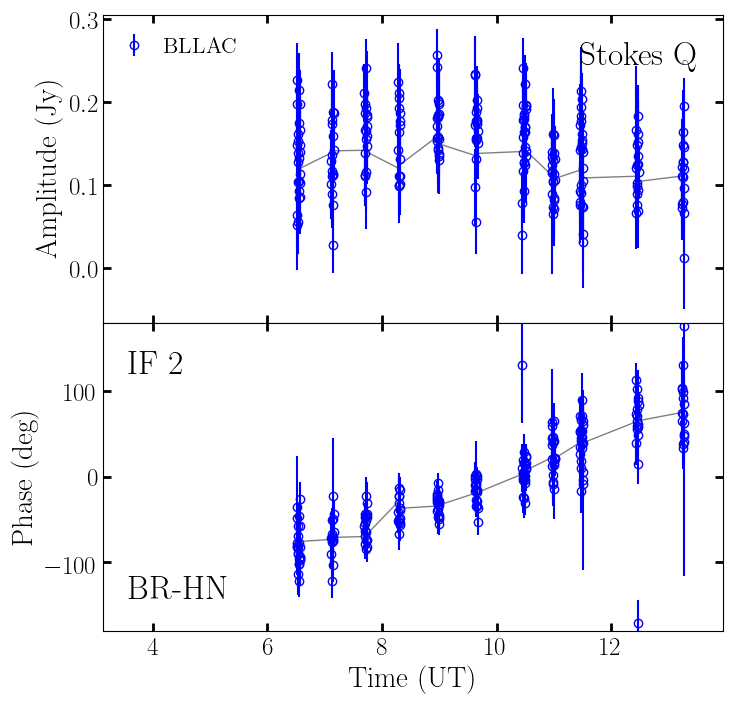 0.3
BLLAC
Stokes Q
0.2
Amplitude (Jy)
0.1
0.0
IF 2
100
Phase (deg)
0
−100
BR-HN
4 6 8 10 12
Time (UT)